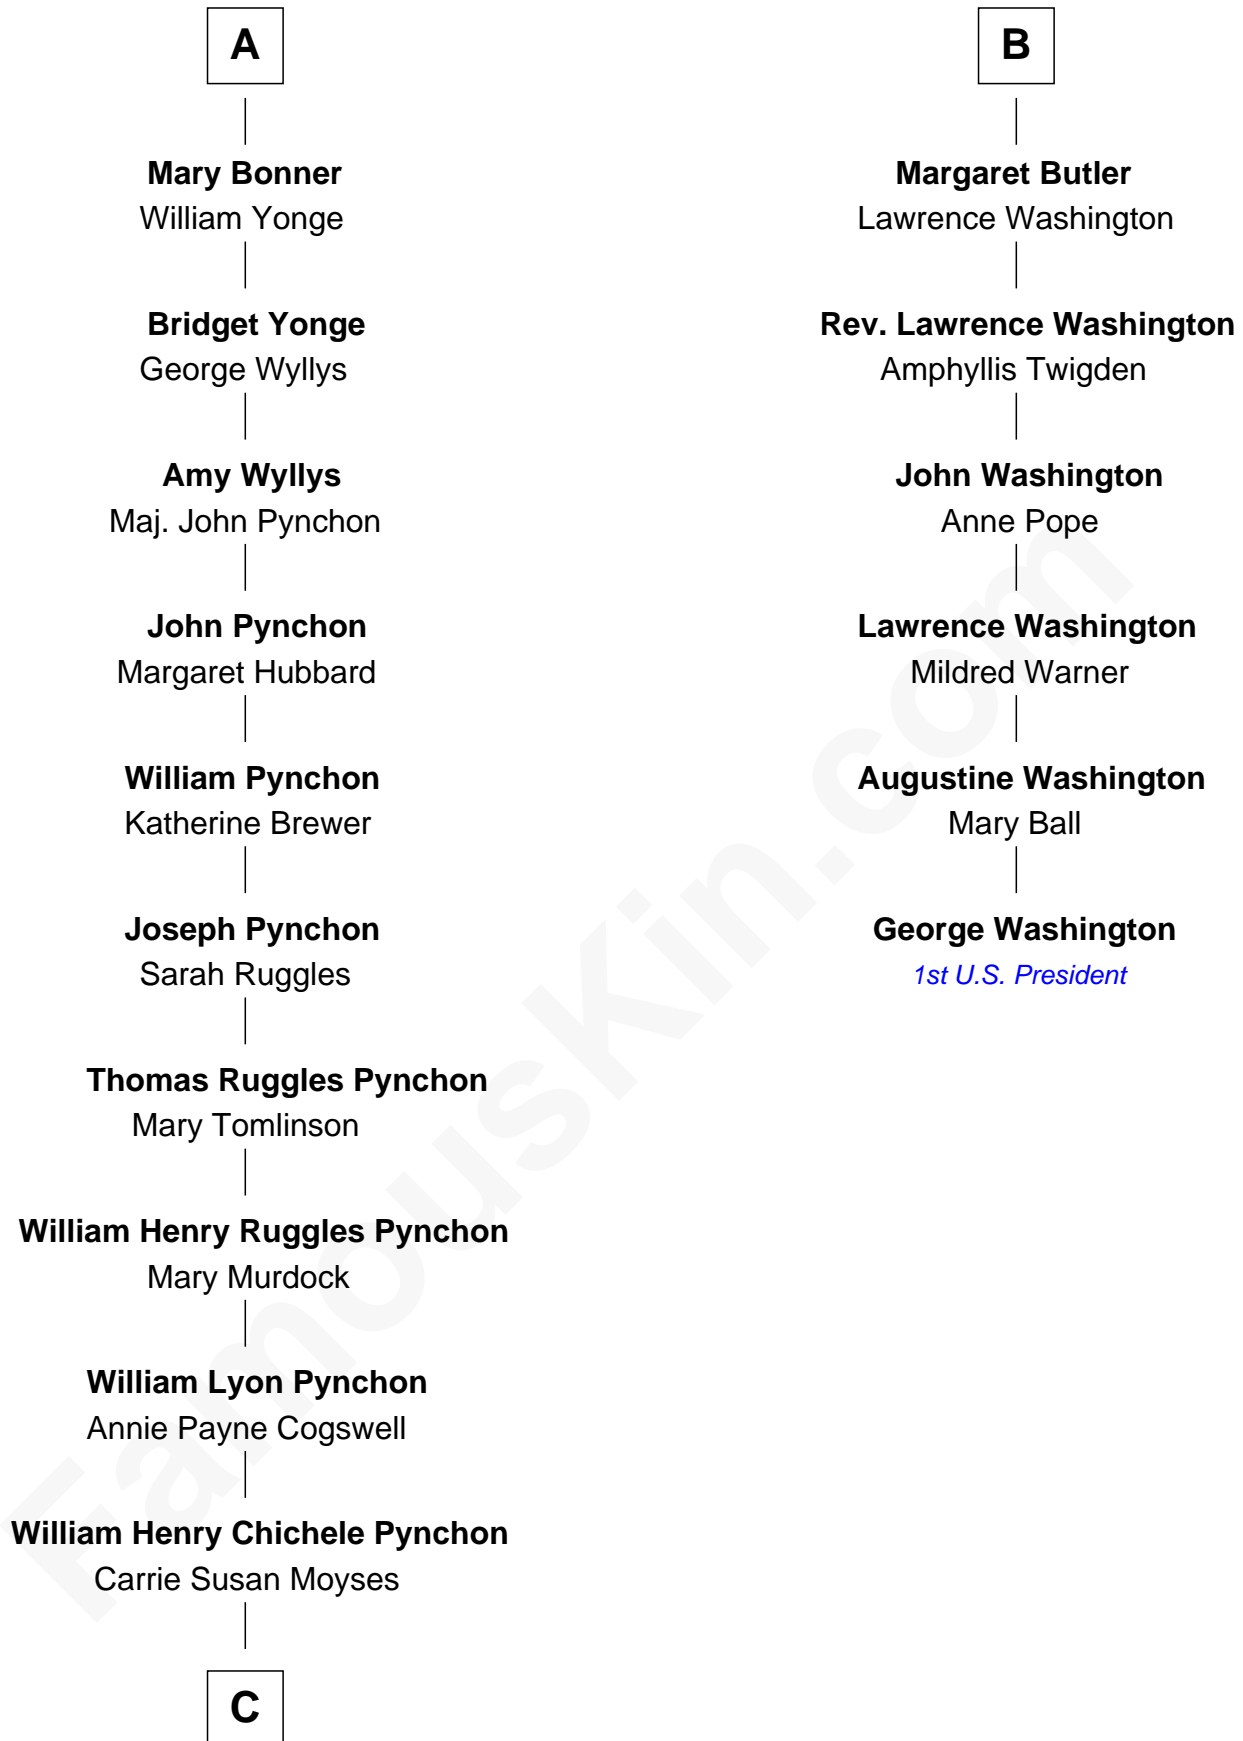 A
Mary Bonner
William Yonge
Bridget Yonge
George Wyllys
Amy Wyllys
Maj. John Pynchon
John Pynchon
Margaret Hubbard
William Pynchon
Katherine Brewer
Joseph Pynchon
Sarah Ruggles
Thomas Ruggles Pynchon
Mary Tomlinson
William Henry Ruggles Pynchon
Mary Murdock
William Lyon Pynchon
Annie Payne Cogswell
William Henry Chichele Pynchon
Carrie Susan Moyses
C
B
Margaret Butler
Lawrence Washington
Rev. Lawrence Washington
Amphyllis Twigden
John Washington
Anne Pope
Lawrence Washington
Mildred Warner
Augustine Washington
Mary Ball
George Washington
1st U.S. President
FamousKin.com